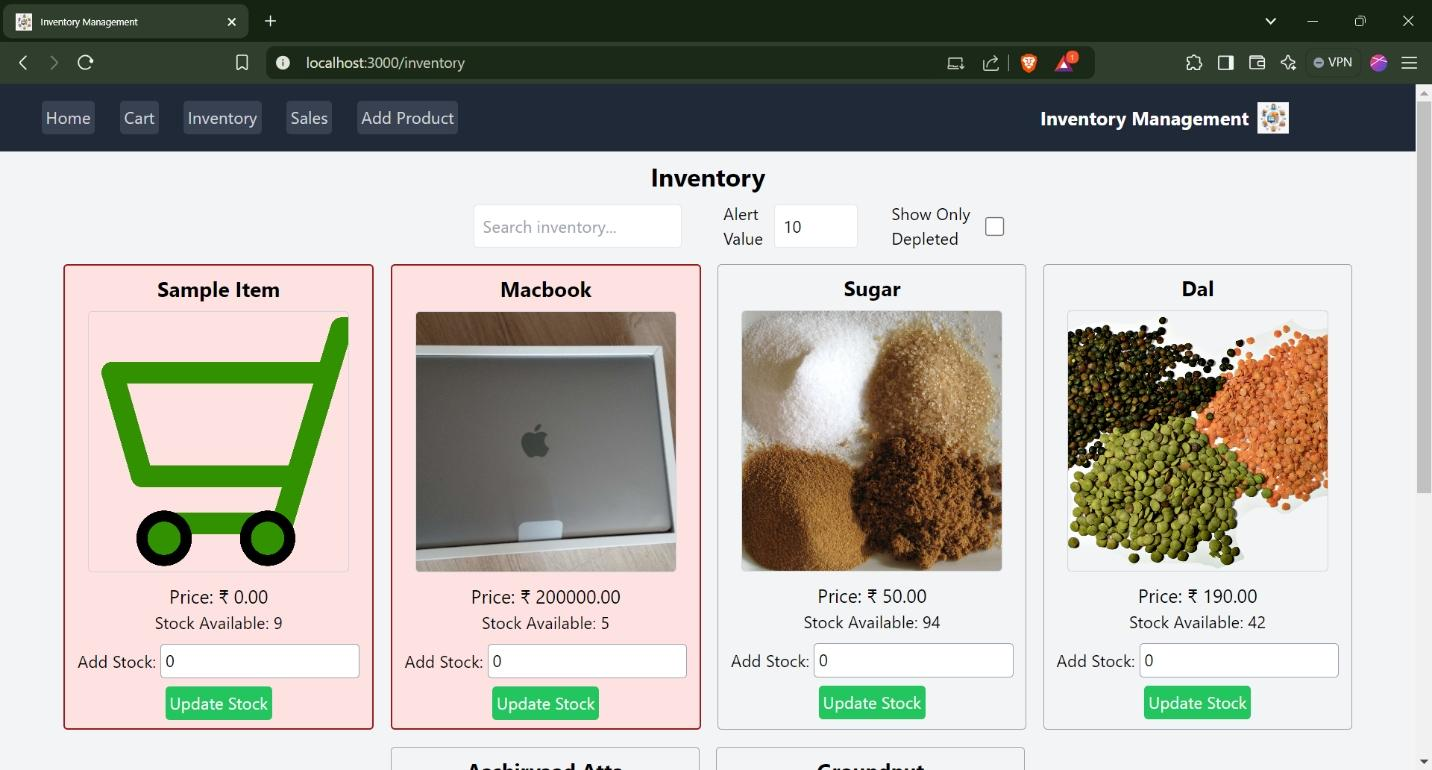 Inventory Management
localhost:3000/inventory
1
VPN
Home Cart Inventory Sales Add Product
Inventory Management
Inventory
Search inventory...
Alert Value
10
Show Only Depleted
Sample Item
Price: ₹ 0.00
Stock Available: 9
Add Stock: 0
Update Stock
Macbook
Price: ₹ 200000.00
Stock Available: 5
Add Stock: 0
Update Stock
Sugar
Price: ₹ 50.00
Stock Available: 94
Add Stock: 0
Update Stock
Dal
Price: ₹ 190.00
Stock Available: 42
Add Stock: 0
Update Stock